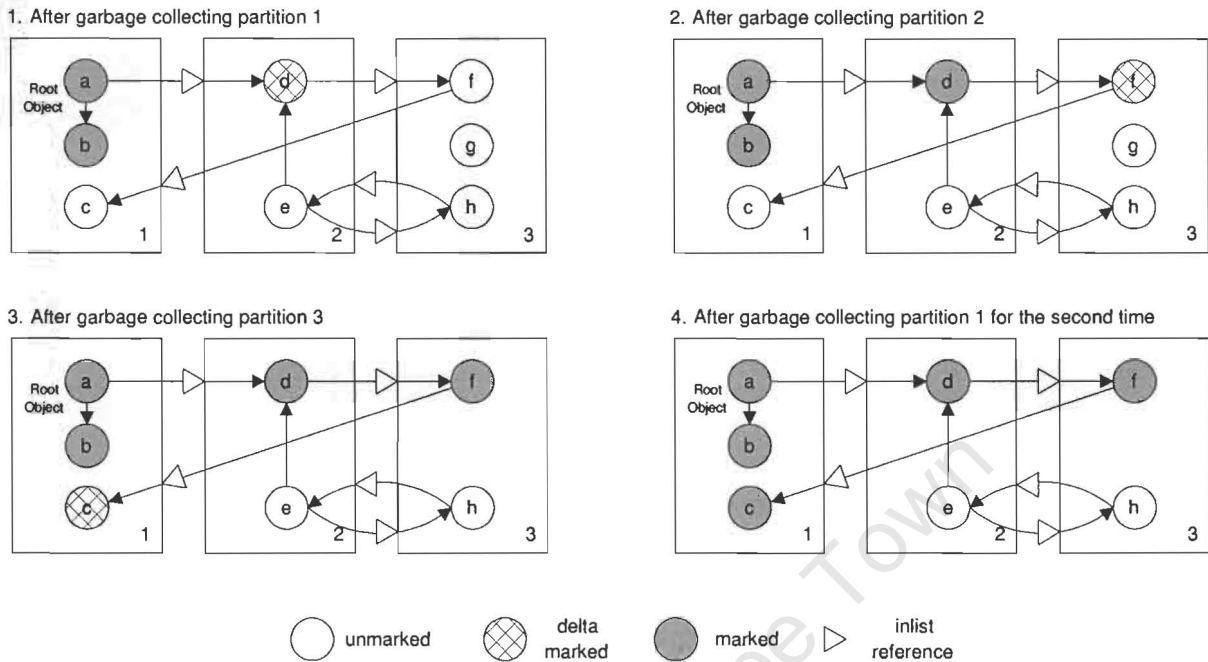 1. After garbage collecting partition 1
a
Root
Object
b
c
1
d
e
2
f
g
h
3
2. After garbage collecting partition 2
a
Root
Object
b
c
1
d
e
2
f
g
h
3
3. After garbage collecting partition 3
a
Root
Object
b
c
1
d
e
2
f
h
3
4. After garbage collecting partition 1 for the second time
a
Root
Object
b
c
1
d
e
2
f
h
3
unmarked
delta
marked
marked
inlist
reference
Town